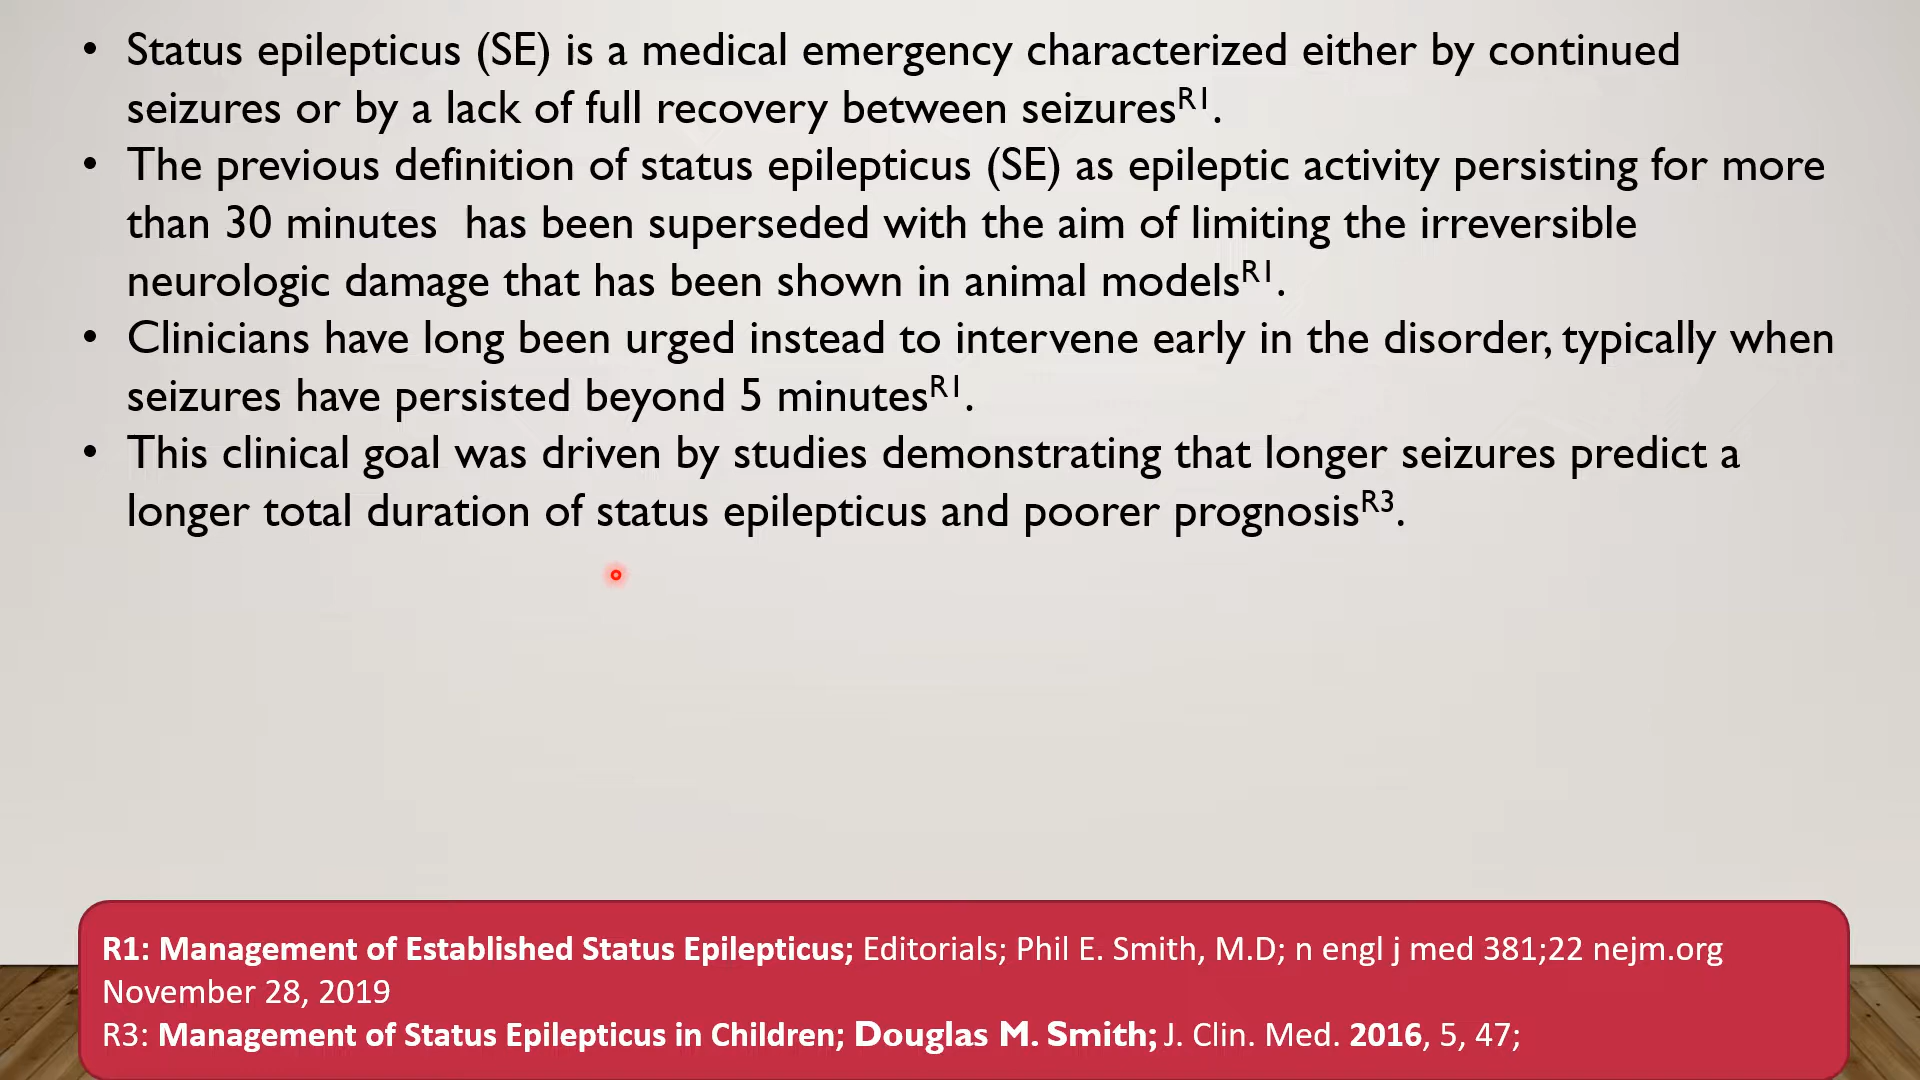 • Status epilepticus (SE) is a medical emergency characterized either by continued
seizures or by a lack of full recovery between seizuresR1.
• The previous definition of status epilepticus (SE) as epileptic activity persisting for more
than 30 minutes  has been superseded with the aim of limiting the irreversible
neurologic damage that has been shown in animal modelsR1.
• Clinicians have long been urged instead to intervene early in the disorder, typically when
seizures have persisted beyond 5 minutesR1.
• This clinical goal was driven by studies demonstrating that longer seizures predict a
longer total duration of status epilepticus and poorer prognosisR3.
R1: Management of Established Status Epilepticus; Editorials; Phil E. Smith, M.D; n engl j med 381;22 nejm.org
November 28, 2019
R3: Management of Status Epilepticus in Children; Douglas M. Smith; J. Clin. Med. 2016, 5, 47;